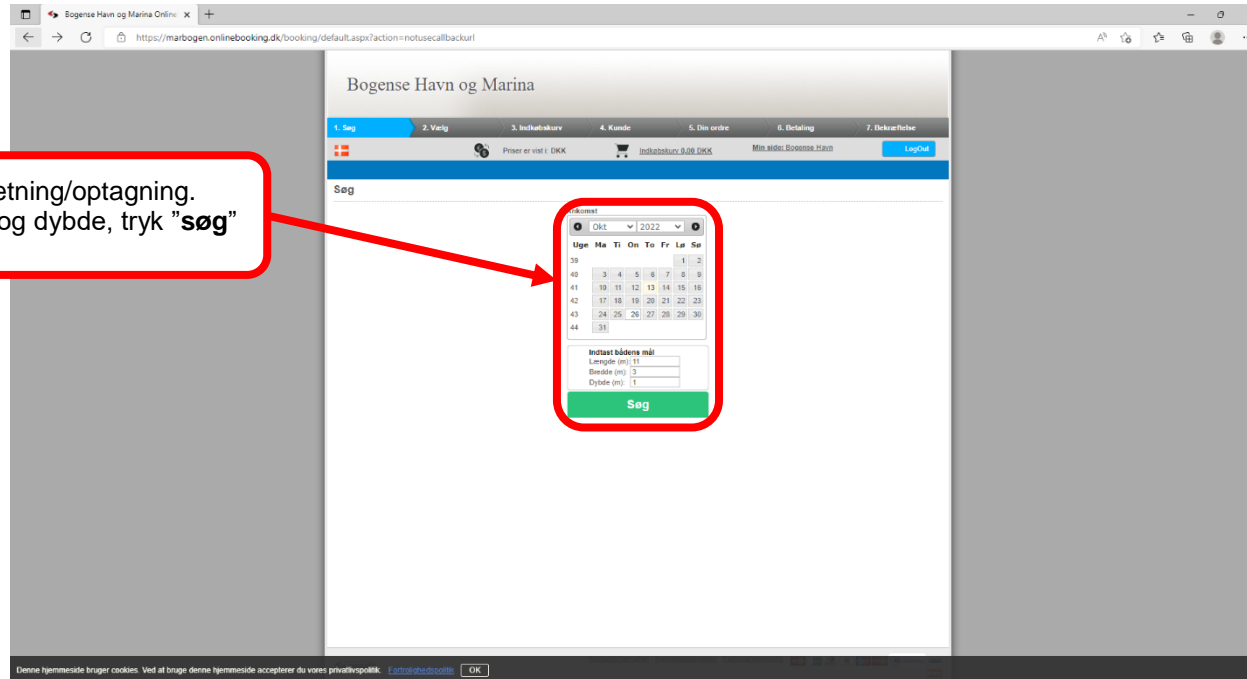 Bogense Havn og Marina Online
https://marbogen.onlinebooking.dk/booking/default.aspx?action=notusecallbackurl
Bogense Havn og Marina
1. Søg 2. Vælg 3. Indkøbskurv 4. Kunde 5. Din ordre 6. Betaling 7. Bekræftelse
Priser er vist i: DKK Indkøbskurv 0,00 DKK Min side: Bogense Havn LogOut
Søg
etning/optagning.
og dybde, tryk ”søg”
nkomst
Okt 2022
Uge Ma Ti On To Fr Lø Sø
39 1 2
40 3 4 5 6 7 8 9
41 10 11 12 13 14 15 16
42 17 18 19 20 21 22 23
43 24 25 26 27 28 29 30
44 31
Indtast bådens mål
Længde (m): 11
Bredde (m): 3
Dybde (m): 1
Søg
Denne hjemmeside bruger cookies. Ved at bruge denne hjemmeside accepterer du vores privatlivspolitik. Fortrolighedspolitik OK